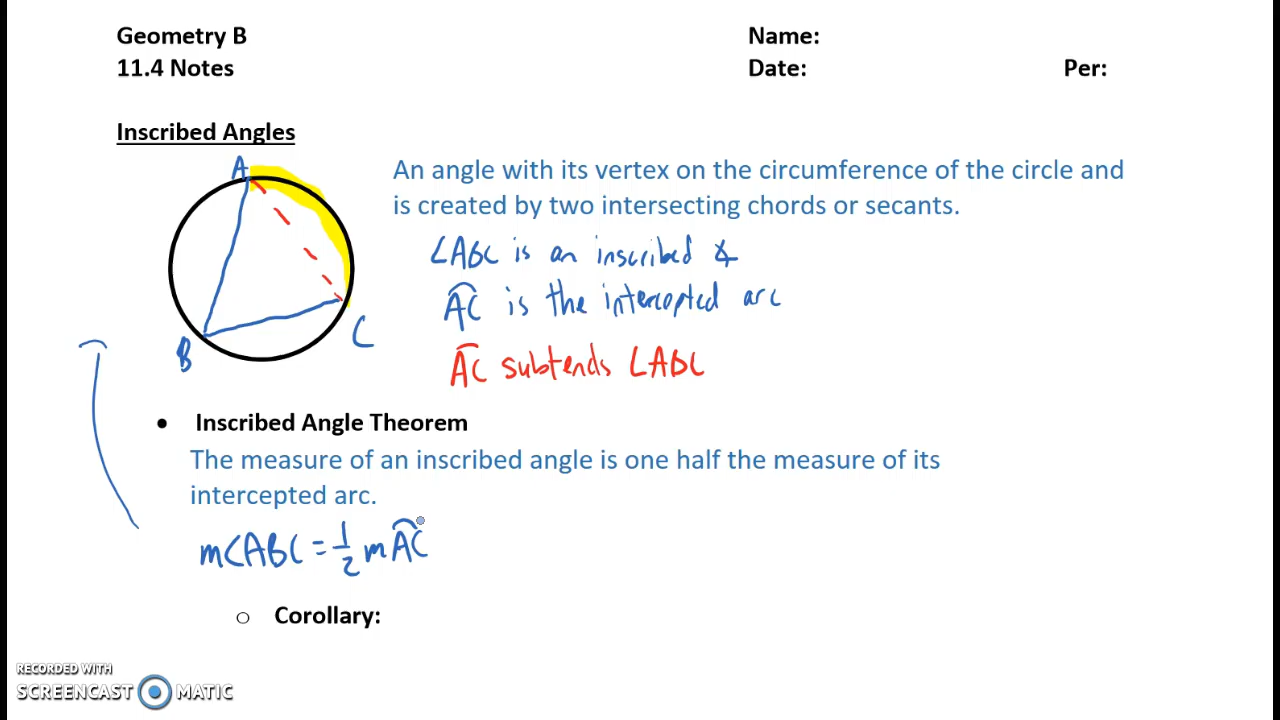 Geometry B
Name:
11.4 Notes
Date:
Per:
Inscribed Angles
A
B
C
An angle with its vertex on the circumference of the circle and
is created by two intersecting chords or secants.
∠ABC is an inscribed ∡
A͡C is the intercepted arc
A͡C subtends ∠ABC
• Inscribed Angle Theorem
The measure of an inscribed angle is one half the measure of its
intercepted arc.
m∠ABC = 1/2 m A͡C
○ Corollary:
RECORDED WITH
SCREENCAST MATIC